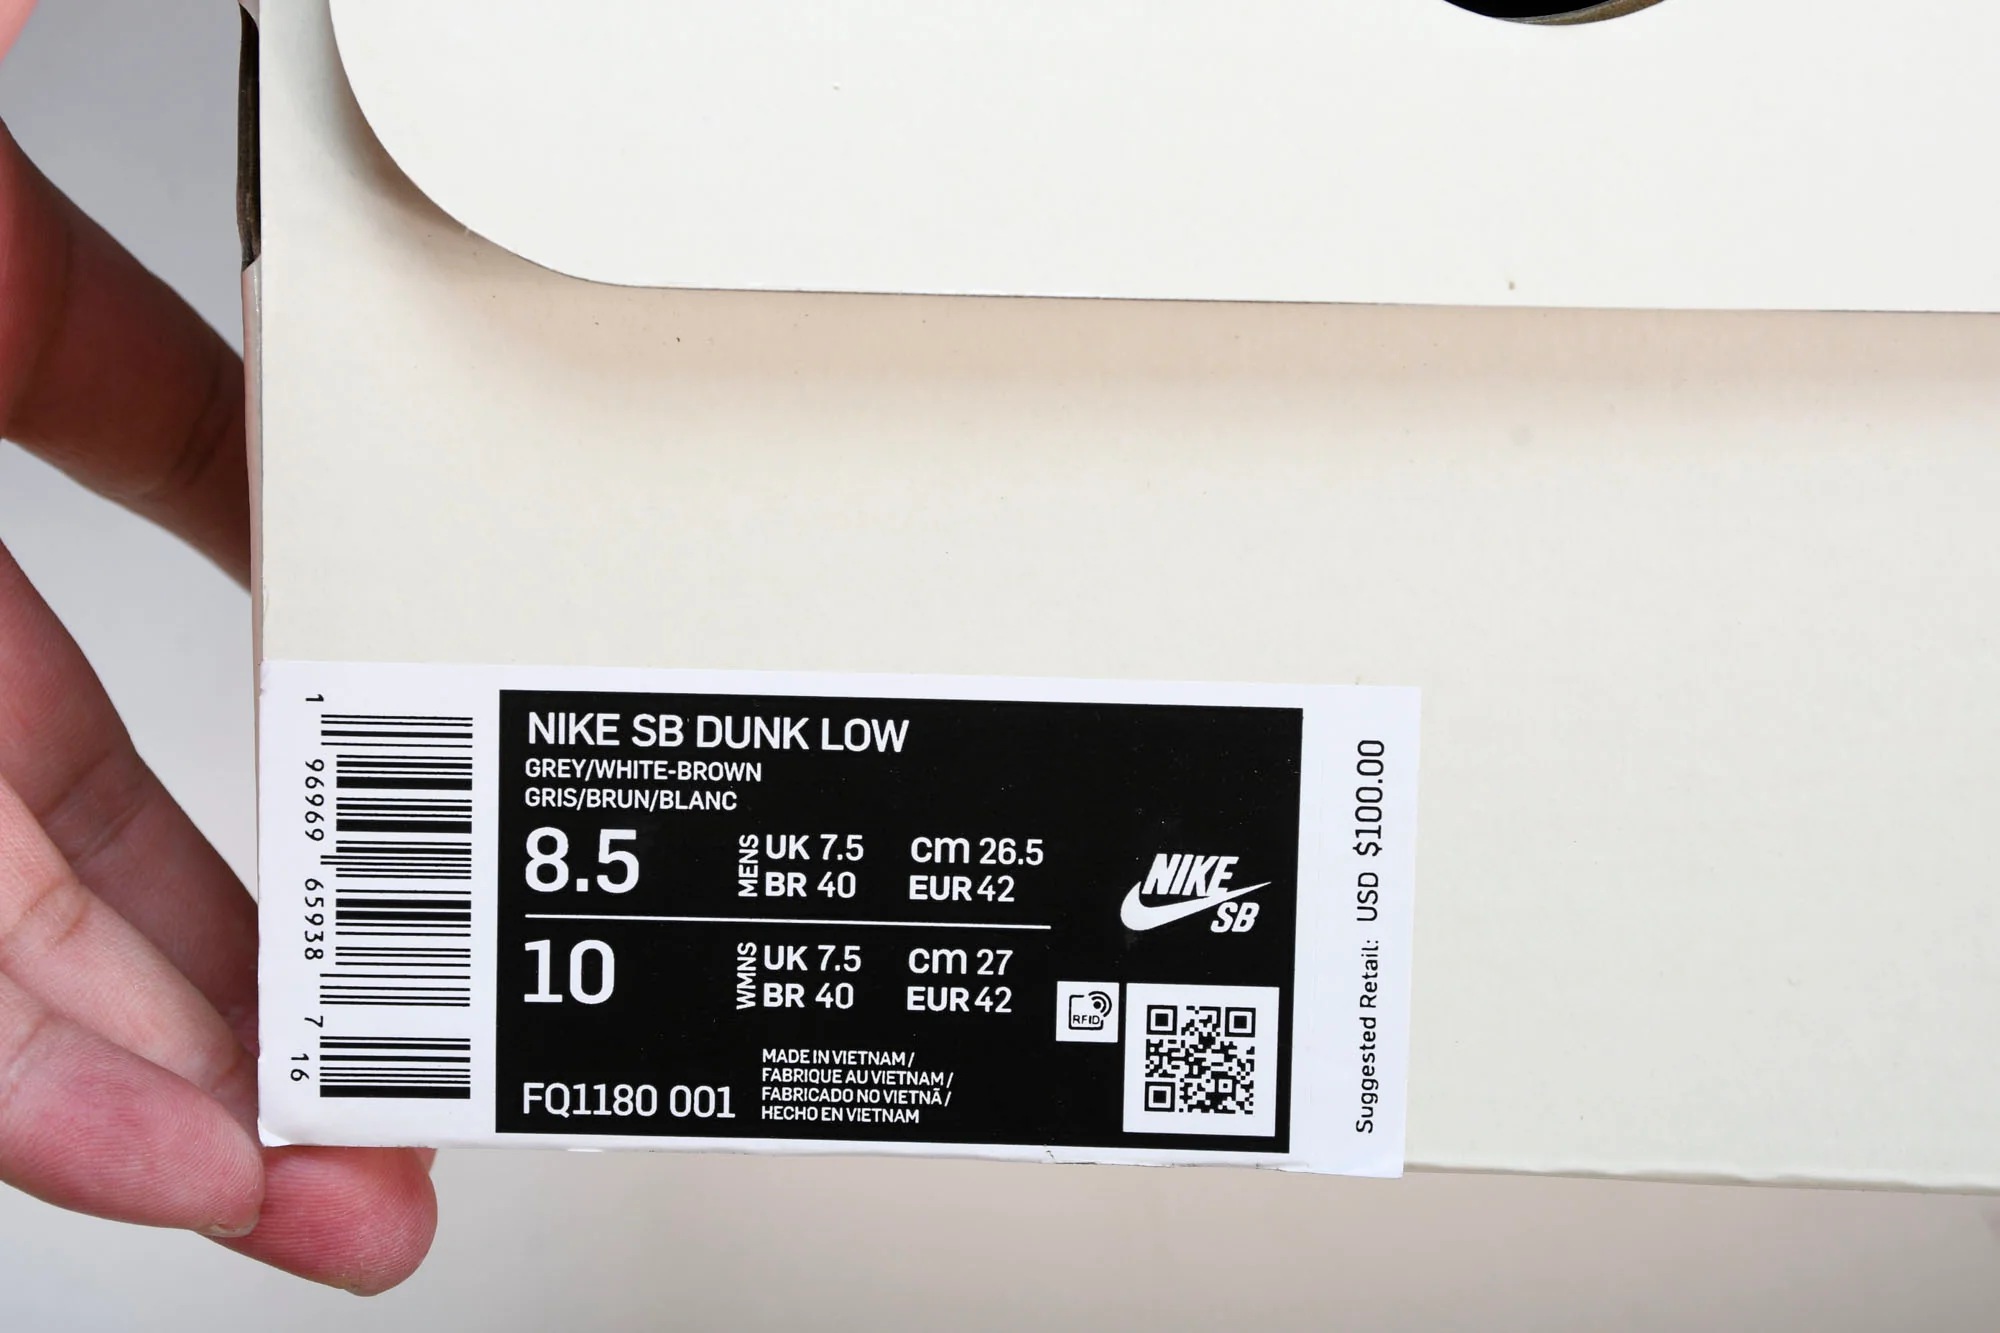 1 96969 65938 7 16
NIKE SB DUNK LOW
GREY/WHITE-BROWN
GRIS/BRUN/BLANC
8.5 MENS UK 7.5 cm 26.5
BR 40 EUR 42
10 WMNS UK 7.5 cm 27
BR 40 EUR 42
FQ1180 001
MADE IN VIETNAM /
FABRIQUE AU VIETNAM /
FABRICADO NO VIETNÃ /
HECHO EN VIETNAM
NIKE
SB
RFID
Suggested Retail: USD $100.00